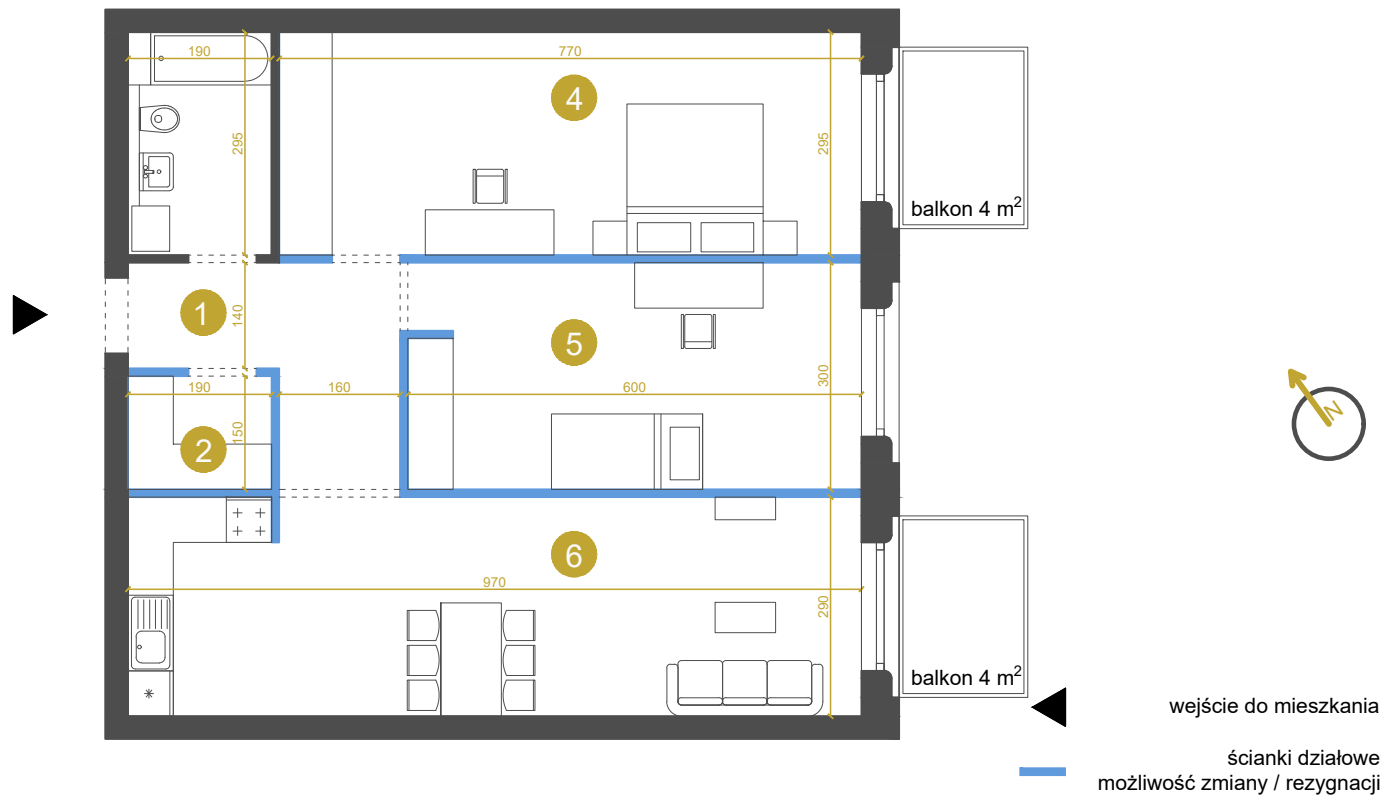 190
770
4
295
295
balkon 4 m²
1
140
5
300
190
160
600
2
150
N
6
970
290
balkon 4 m²
wejście do mieszkania
ścianki działowe
możliwość zmiany / rezygnacji